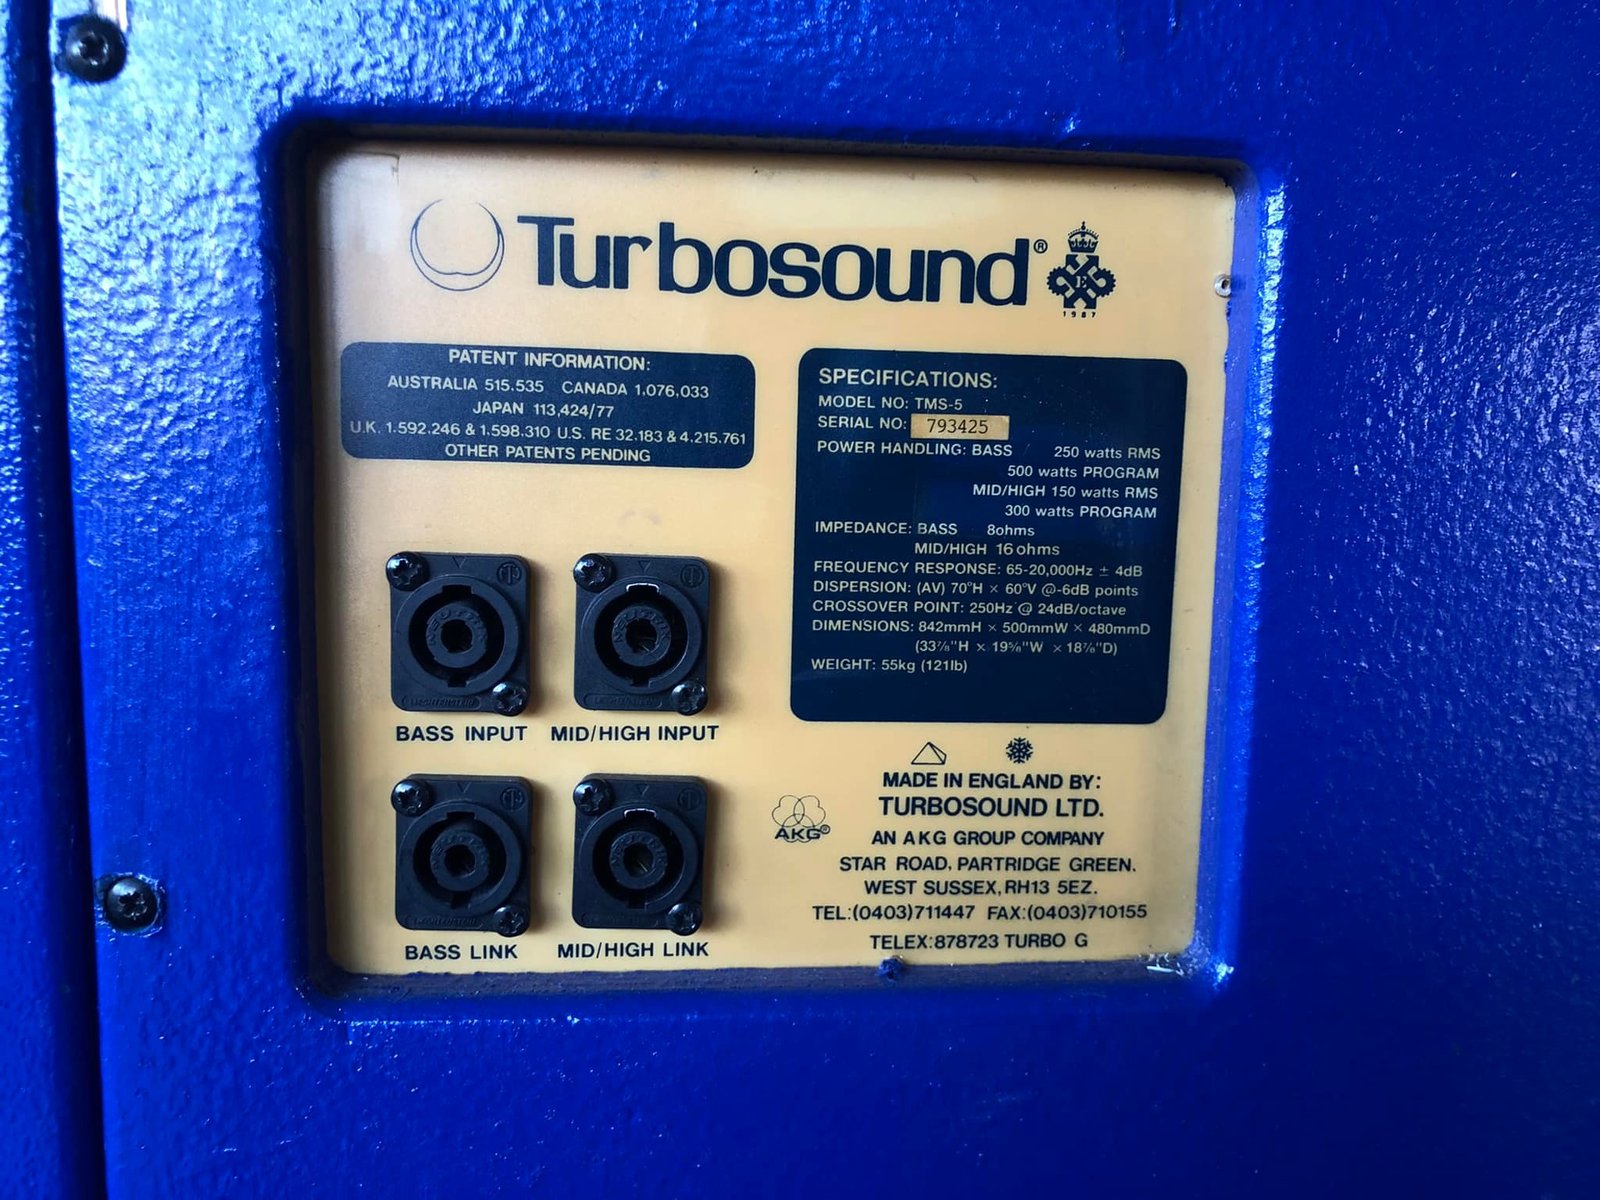 Turbosound®
1987
PATENT INFORMATION:
AUSTRALIA 515.535 CANADA 1,076,033
JAPAN 113,424/77
U.K. 1.592.246 & 1.598.310 U.S. RE 32.183 & 4.215.761
OTHER PATENTS PENDING
SPECIFICATIONS:
MODEL NO: TMS-5
SERIAL NO: 793425
POWER HANDLING: BASS 250 watts RMS
500 watts PROGRAM
MID/HIGH 150 watts RMS
300 watts PROGRAM
IMPEDANCE: BASS 8ohms
MID/HIGH 16 ohms
FREQUENCY RESPONSE: 65-20,000Hz ± 4dB
DISPERSION: (AV) 70°H × 60°V @-6dB points
CROSSOVER POINT: 250Hz @ 24dB/octave
DIMENSIONS: 842mmH × 500mmW × 480mmD
(33⅞"H × 19⅝"W × 18⅞"D)
WEIGHT: 55kg (121lb)
BASS INPUT MID/HIGH INPUT
BASS LINK MID/HIGH LINK
AKG®
MADE IN ENGLAND BY:
TURBOSOUND LTD.
AN AKG GROUP COMPANY
STAR ROAD, PARTRIDGE GREEN.
WEST SUSSEX, RH13 5EZ.
TEL:(0403)711447 FAX:(0403)710155
TELEX:878723 TURBO G